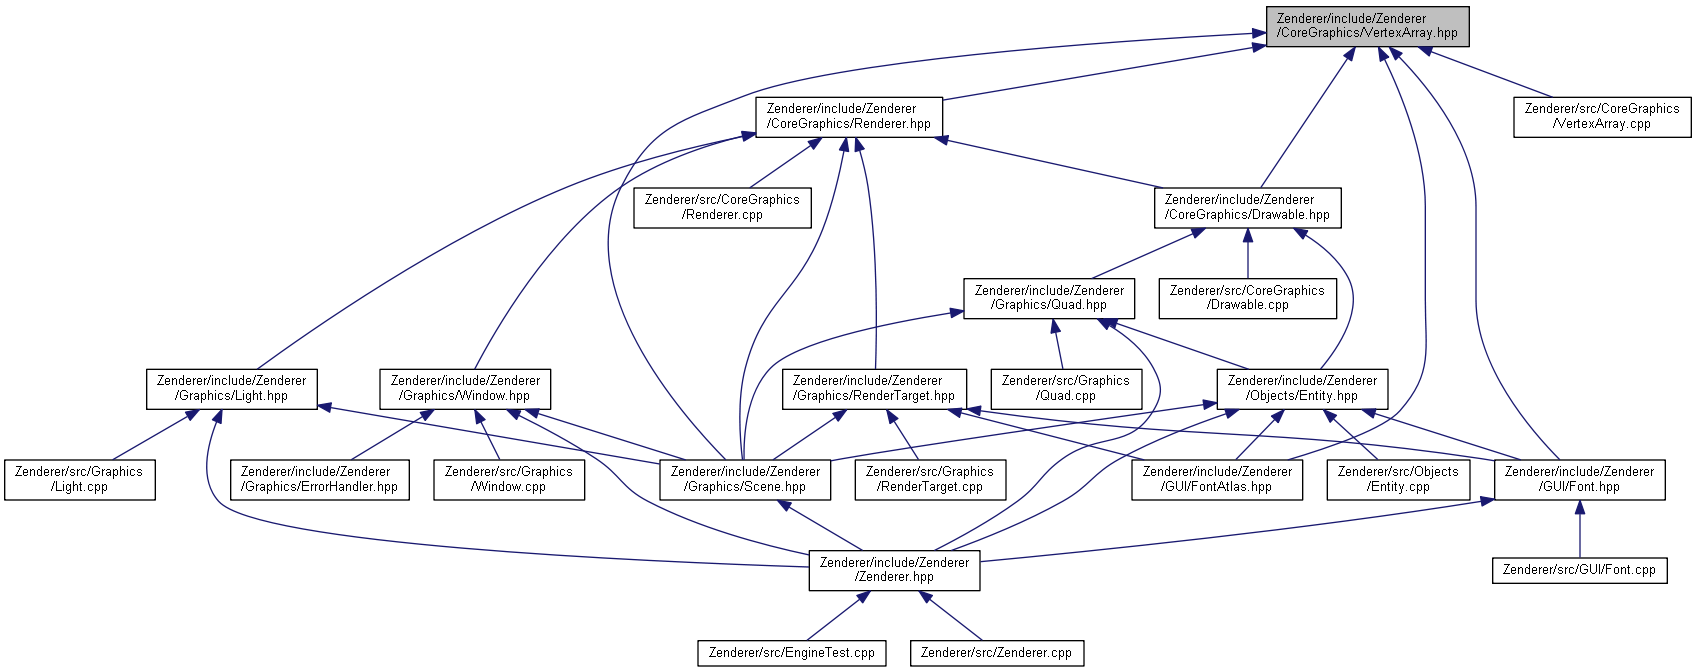 Zenderer/include/Zenderer
/CoreGraphics/VertexArray.hpp
Zenderer/include/Zenderer
/CoreGraphics/Renderer.hpp
Zenderer/src/CoreGraphics
/VertexArray.cpp
Zenderer/src/CoreGraphics
/Renderer.cpp
Zenderer/include/Zenderer
/CoreGraphics/Drawable.hpp
Zenderer/include/Zenderer
/Graphics/Quad.hpp
Zenderer/src/CoreGraphics
/Drawable.cpp
Zenderer/include/Zenderer
/Graphics/Light.hpp
Zenderer/include/Zenderer
/Graphics/Window.hpp
Zenderer/include/Zenderer
/Graphics/RenderTarget.hpp
Zenderer/src/Graphics
/Quad.cpp
Zenderer/include/Zenderer
/Objects/Entity.hpp
Zenderer/src/Graphics
/Light.cpp
Zenderer/include/Zenderer
/Graphics/ErrorHandler.hpp
Zenderer/src/Graphics
/Window.cpp
Zenderer/include/Zenderer
/Graphics/Scene.hpp
Zenderer/src/Graphics
/RenderTarget.cpp
Zenderer/include/Zenderer
/GUI/FontAtlas.hpp
Zenderer/src/Objects
/Entity.cpp
Zenderer/include/Zenderer
/GUI/Font.hpp
Zenderer/include/Zenderer
/Zenderer.hpp
Zenderer/src/GUI/Font.cpp
Zenderer/src/EngineTest.cpp
Zenderer/src/Zenderer.cpp